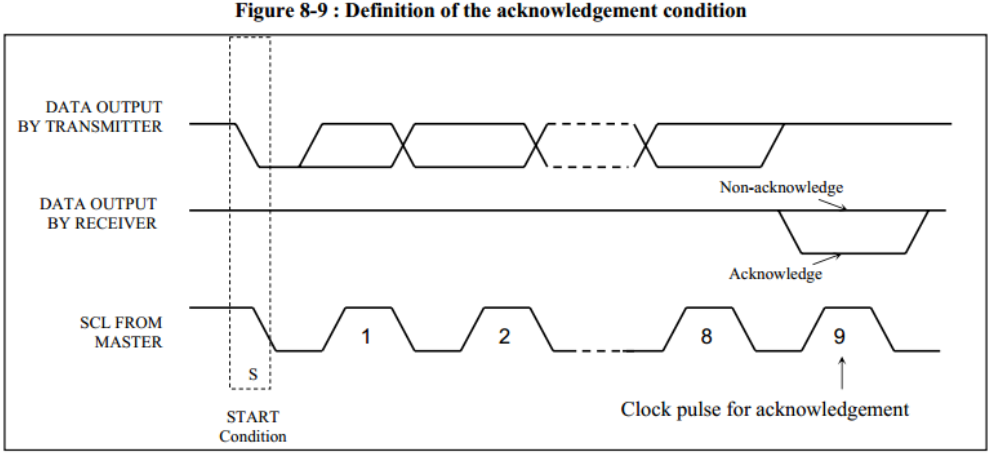 Figure 8-9 : Definition of the acknowledgement condition
DATA OUTPUT
BY TRANSMITTER
Non-acknowledge
DATA OUTPUT
BY RECEIVER
Acknowledge
SCL FROM
MASTER
1
2
8
9
S
START
Condition
Clock pulse for acknowledgement